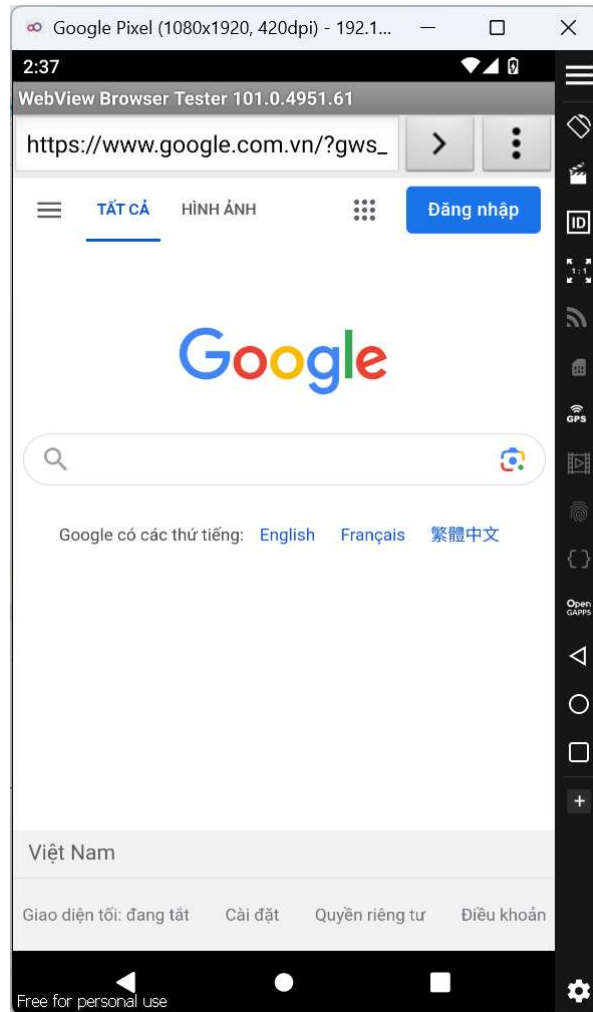 Google Pixel (1080x1920, 420dpi) - 192.1...
2:37
WebView Browser Tester 101.0.4951.61
https://www.google.com.vn/?gws_
TẤT CẢ HÌNH ẢNH Đăng nhập
ID
1:1
Google
GPS
Google có các thứ tiếng: English Français 繁體中文
Open
GAPPS
Việt Nam
Giao diện tối: đang tắt Cài đặt Quyền riêng tư Điều khoản
Free for personal use